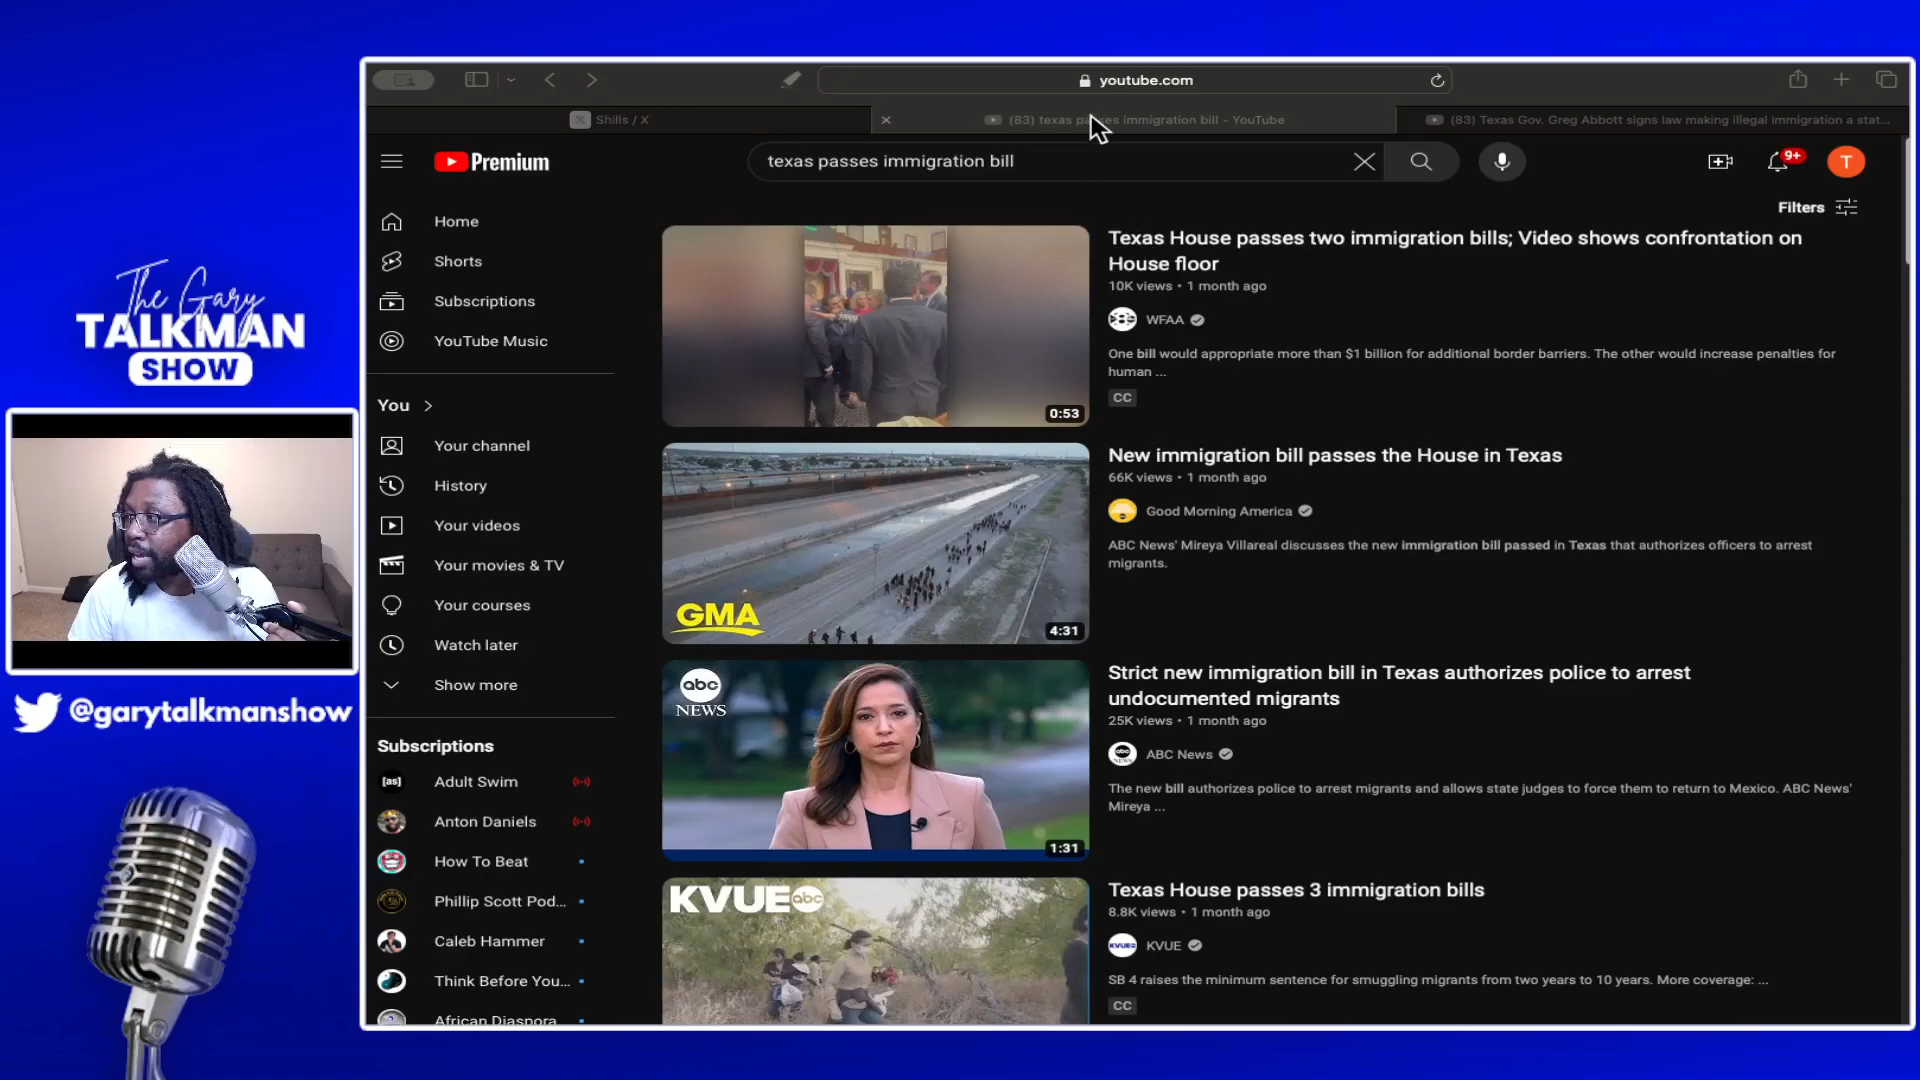 youtube.com
Shills / X
(83) texas passes immigration bill - YouTube
(83) Texas Gov. Greg Abbott signs law making illegal immigration a stat...
Premium
texas passes immigration bill
9+
T
Filters
Home
Shorts
Subscriptions
YouTube Music
You
Your channel
History
Your videos
Your movies & TV
Your courses
Watch later
Show more
Subscriptions
[as] Adult Swim
Anton Daniels
How To Beat
Phillip Scott Pod...
Caleb Hammer
Think Before You...
African Diaspora
0:53
Texas House passes two immigration bills; Video shows confrontation on
House floor
10K views • 1 month ago
WFAA
One bill would appropriate more than $1 billion for additional border barriers. The other would increase penalties for
human ...
CC
GMA
4:31
New immigration bill passes the House in Texas
66K views • 1 month ago
Good Morning America
ABC News' Mireya Villareal discusses the new immigration bill passed in Texas that authorizes officers to arrest
migrants.
abc
NEWS
1:31
Strict new immigration bill in Texas authorizes police to arrest
undocumented migrants
25K views • 1 month ago
ABC News
The new bill authorizes police to arrest migrants and allows state judges to force them to return to Mexico. ABC News'
Mireya ...
KVUE abc
Texas House passes 3 immigration bills
8.8K views • 1 month ago
KVUE
SB 4 raises the minimum sentence for smuggling migrants from two years to 10 years. More coverage: ...
CC
The Gary
TALKMAN
SHOW
@garytalkmanshow